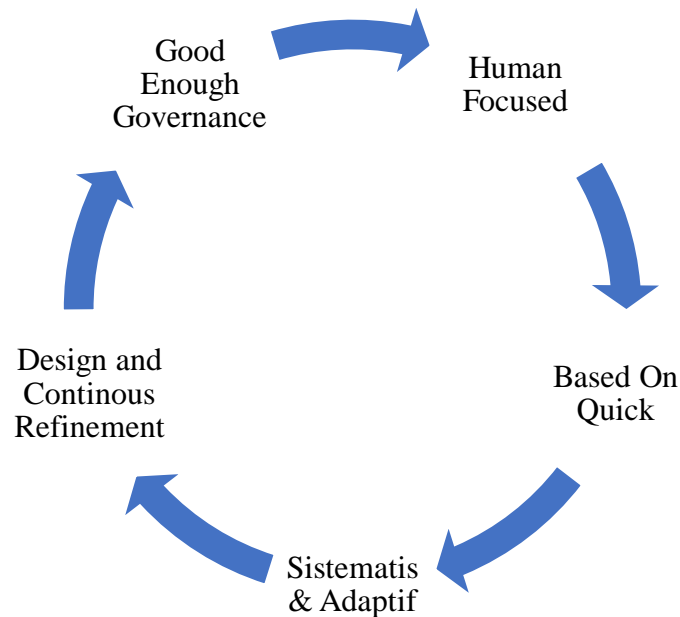 Good
Enough
Governance
Human
Focused
Based On
Quick
Sistematis
& Adaptif
Design and
Continous
Refinement